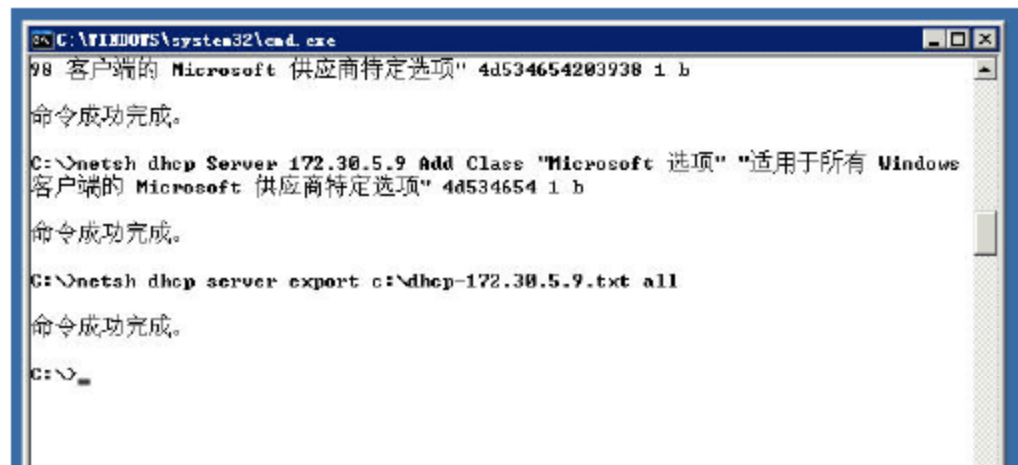 C:\WINDOWS\system32\cmd.exe
98 客户端的 Microsoft 供应商特定选项" 4d534654203938 1 b
命令成功完成。
C:\>netsh dhcp Server 172.30.5.9 Add Class "Microsoft 选项" "适用于所有 Windows
客户端的 Microsoft 供应商特定选项" 4d534654 1 b
命令成功完成。
C:\>netsh dhcp server export c:\dhcp-172.30.5.9.txt all
命令成功完成。
C:\>_